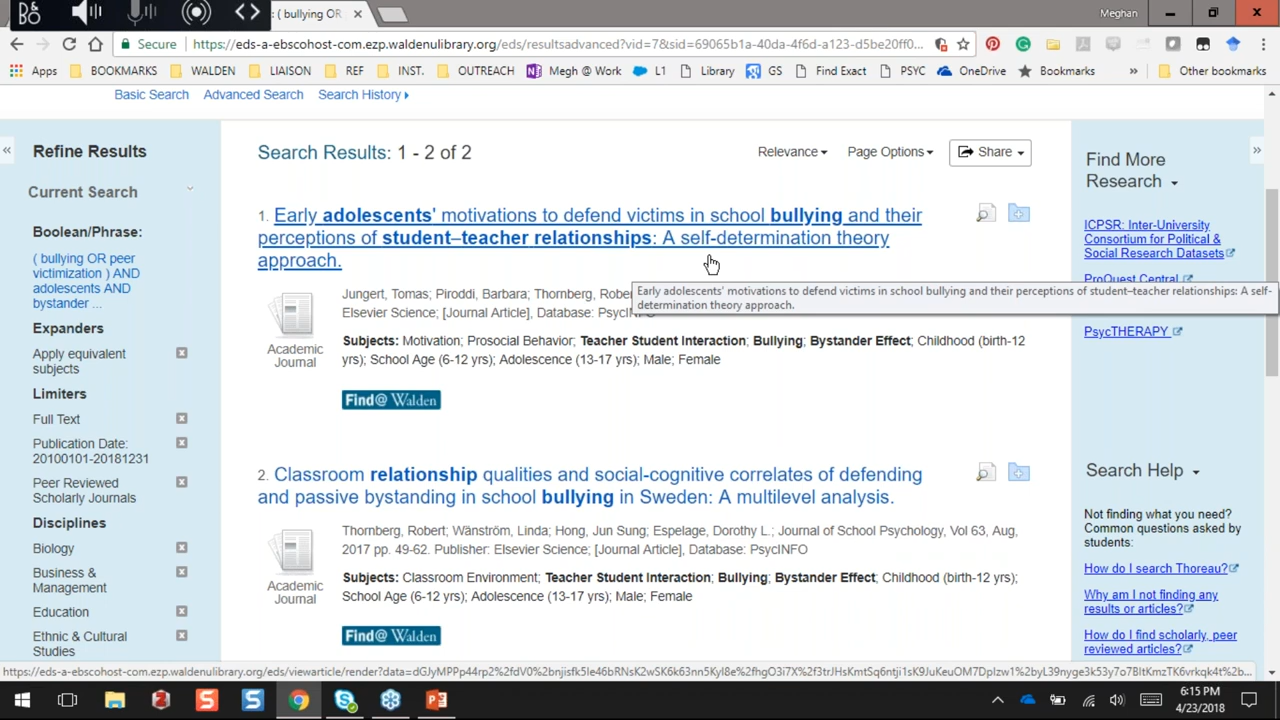 : ( bullying OR
Meghan
Secure
https://eds-a-ebscohost-com.ezp.waldenulibrary.org/eds/resultsadvanced?vid=7&sid=69065b1a-40da-4f6d-a123-d5be20ff0...
Apps BOOKMARKS WALDEN LIAISON REF INST. OUTREACH Megh @ Work L1 Library GS Find Exact PSYC OneDrive Bookmarks » Other bookmarks
Basic Search Advanced Search Search History
Refine Results
Current Search
Boolean/Phrase:
( bullying OR peer
victimization ) AND
adolescents AND
bystander ...
Expanders
Apply equivalent
subjects
Limiters
Full Text
Publication Date:
20100101-20181231
Peer Reviewed
Scholarly Journals
Disciplines
Biology
Business &
Management
Education
Ethnic & Cultural
Studies
Search Results: 1 - 2 of 2
Relevance Page Options Share
1. Early adolescents' motivations to defend victims in school bullying and their
perceptions of student–teacher relationships: A self-determination theory
approach.
Early adolescents' motivations to defend victims in school bullying and their perceptions of student–teacher relationships: A self-
determination theory approach.
Academic
Journal
Jungert, Tomas; Piroddi, Barbara; Thornberg,
Elsevier Science; [Journal Article], Database:
Subjects: Motivation; Prosocial Behavior; Teacher Student Interaction; Bullying; Bystander Effect; Childhood (birth-12
yrs); School Age (6-12 yrs); Adolescence (13-17 yrs); Male; Female
Find@ Walden
2. Classroom relationship qualities and social-cognitive correlates of defending
and passive bystanding in school bullying in Sweden: A multilevel analysis.
Academic
Journal
Thornberg, Robert; Wänström, Linda; Hong, Jun Sung; Espelage, Dorothy L.; Journal of School Psychology, Vol 63, Aug,
2017 pp. 49-62. Publisher: Elsevier Science; [Journal Article], Database: PsycINFO
Subjects: Classroom Environment; Teacher Student Interaction; Bullying; Bystander Effect; Childhood (birth-12 yrs);
School Age (6-12 yrs); Adolescence (13-17 yrs); Male; Female
Find@ Walden
Find More
Research
ICPSR: Inter-University
Consortium for Political &
Social Research Datasets
ProQuest Central
PsycTHERAPY
Search Help
Not finding what you need?
Common questions asked by
students:
How do I search Thoreau?
Why am I not finding any
results or articles?
How do I find scholarly, peer
reviewed articles?
6:15 PM
4/23/2018